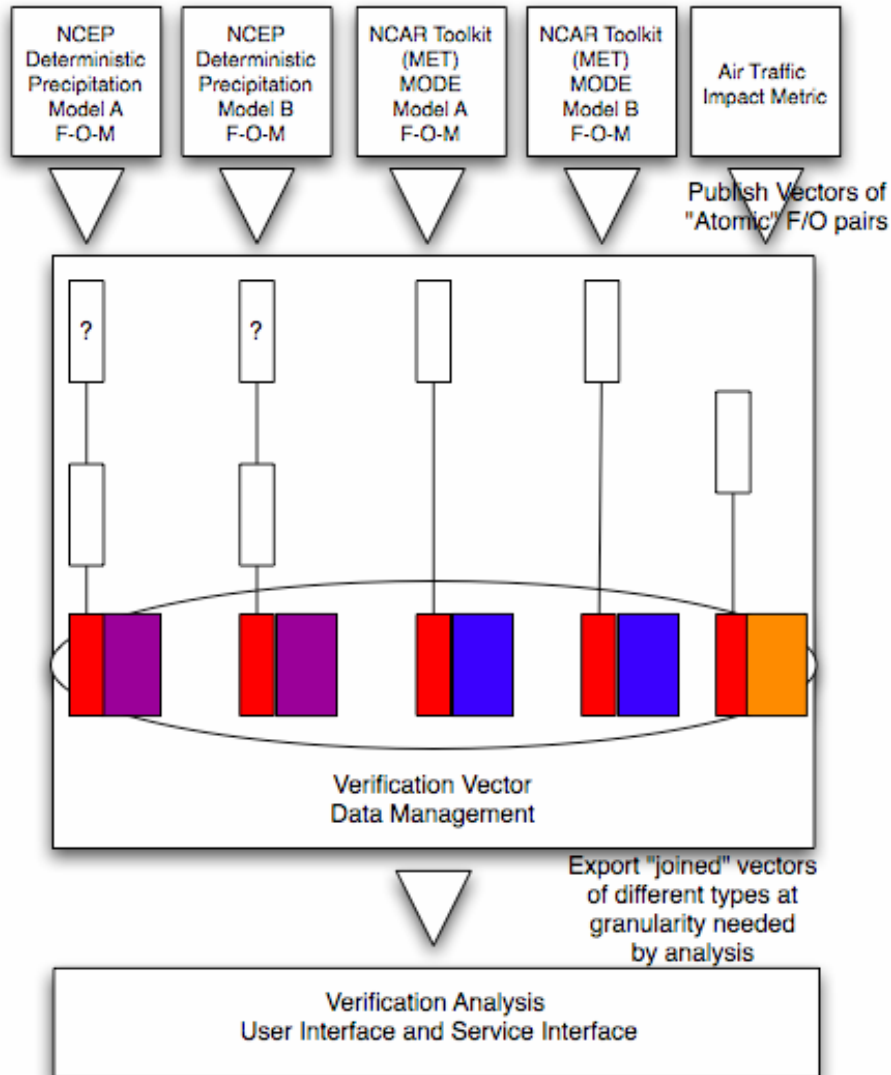 NCEP
Deterministic
Precipitation
Model A
F-O-M
NCEP
Deterministic
Precipitation
Model B
F-O-M
NCAR Toolkit
(MET)
MODE
Model A
F-O-M
NCAR Toolkit
(MET)
MODE
Model B
F-O-M
Air Traffic
Impact Metric
Publish Vectors of
"Atomic" F/O pairs
?
?
Verification Vector
Data Management
Export "joined" vectors
of different types at
granularity needed
by analysis
Verification Analysis
User Interface and Service Interface